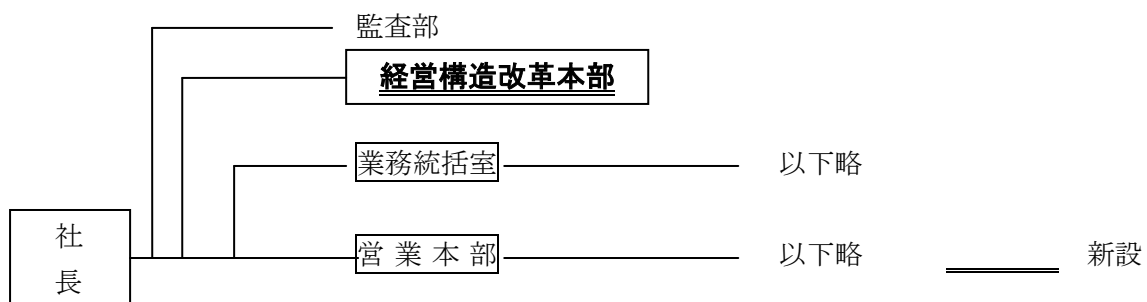 監査部
経営構造改革本部
業務統括室 以下略
社長
営業本部 以下略 新設